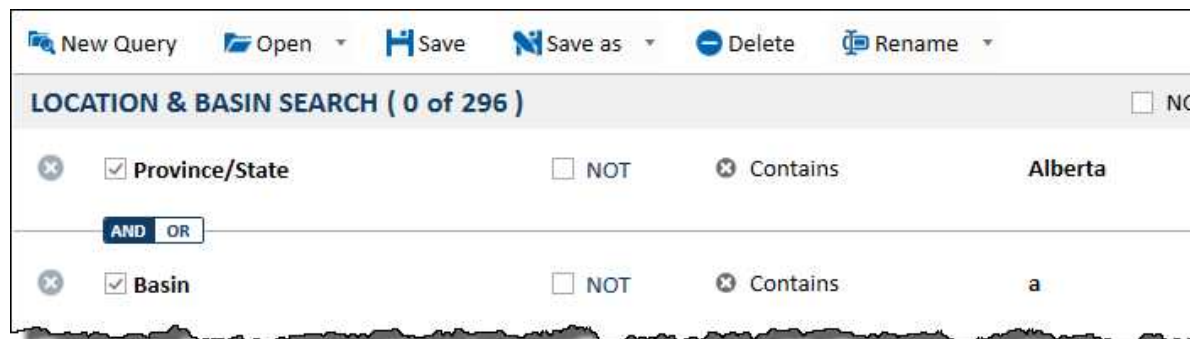 New Query Open Save Save as Delete Rename
LOCATION & BASIN SEARCH ( 0 of 296 )
Province/State NOT Contains Alberta
AND OR
Basin NOT Contains a